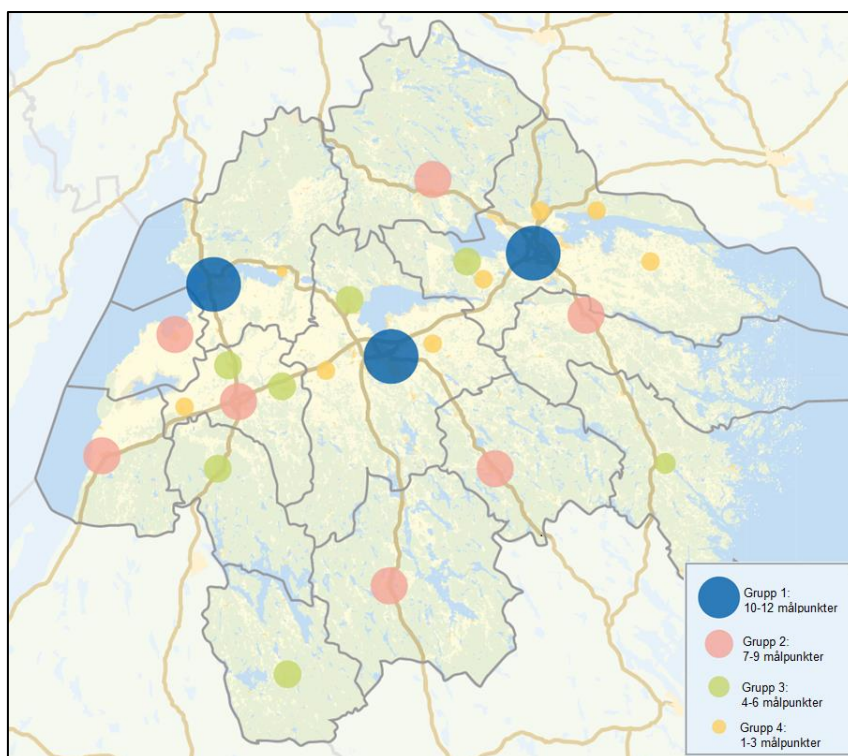 Grupp 1:
10-12 målpunkter
Grupp 2:
7-9 målpunkter
Grupp 3:
4-6 målpunkter
Grupp 4:
1-3 målpunkter